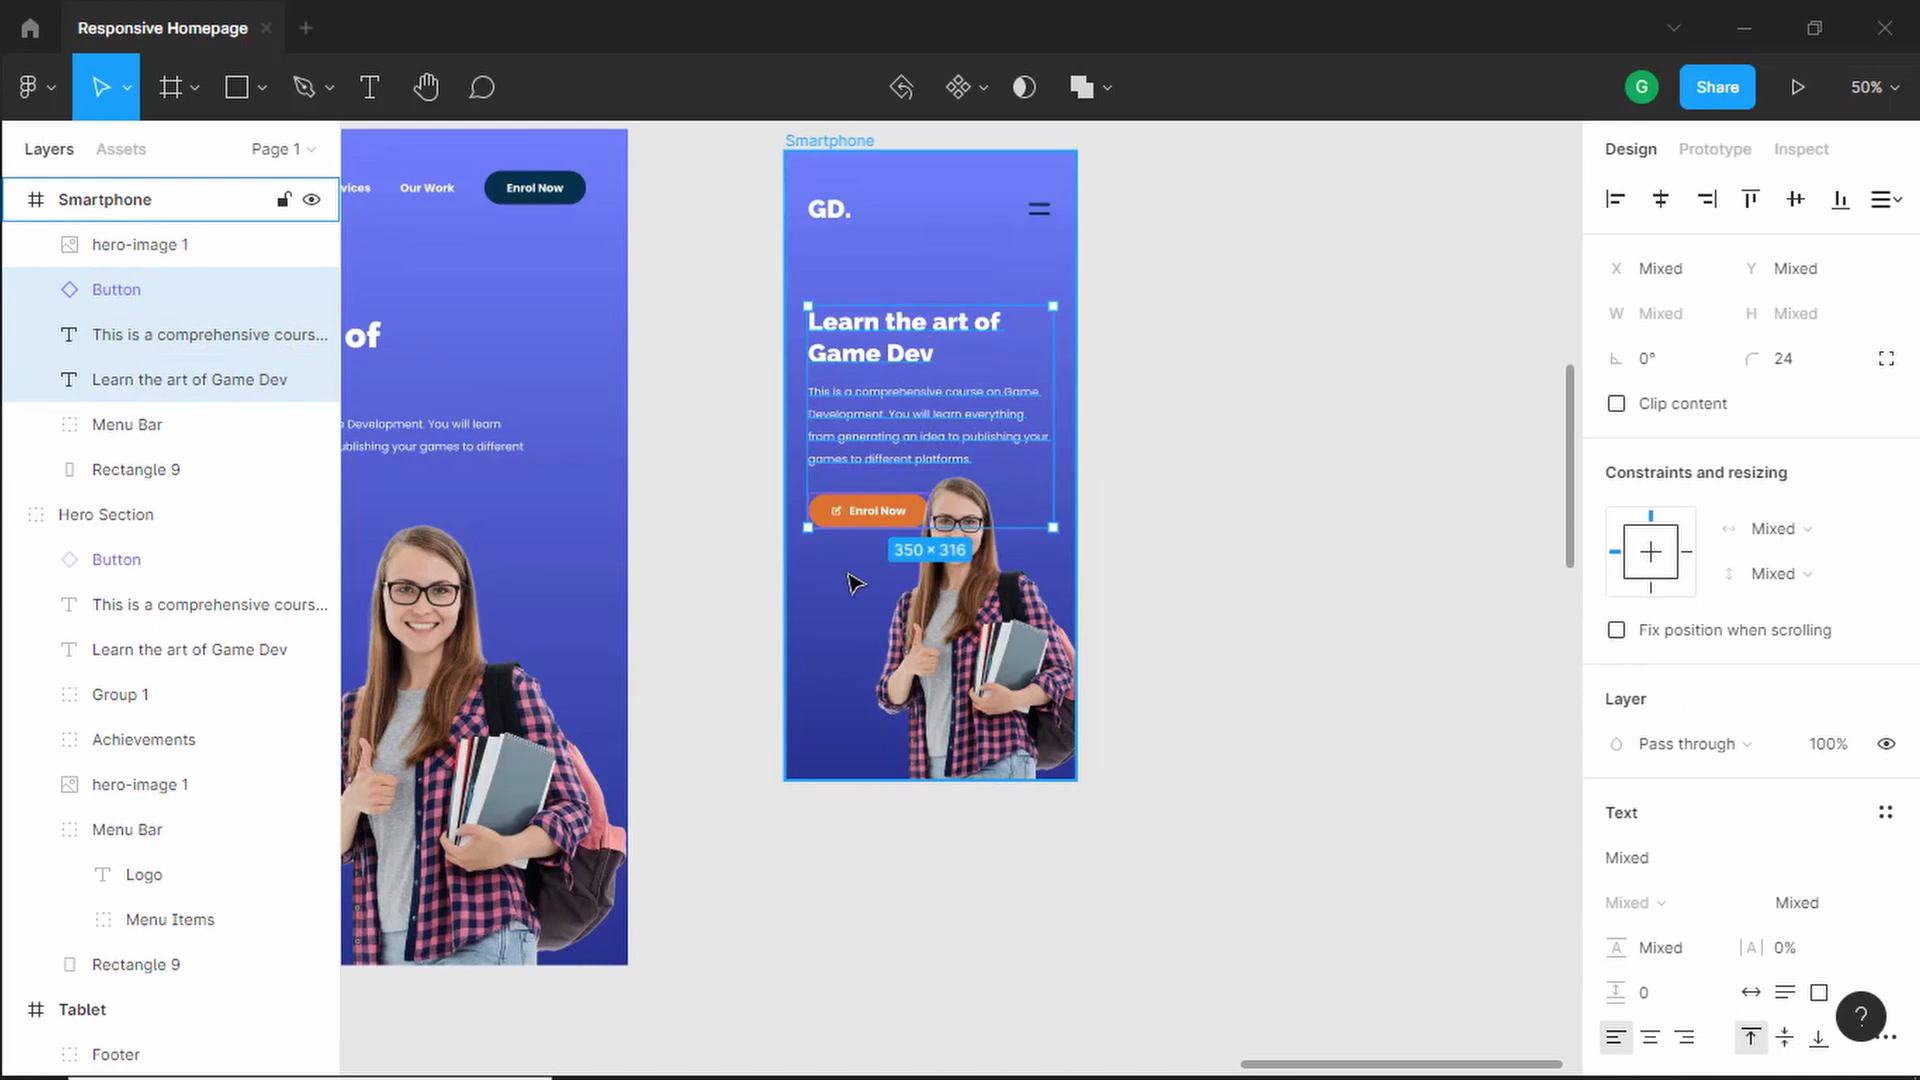 Responsive Homepage
G
Share
50%
Layers
Assets
Page 1
Smartphone
hero-image 1
Button
This is a comprehensive cours...
Learn the art of Game Dev
Menu Bar
Rectangle 9
Hero Section
Button
This is a comprehensive cours...
Learn the art of Game Dev
Group 1
Achievements
hero-image 1
Menu Bar
Logo
Menu Items
Rectangle 9
Tablet
Footer
vices
Our Work
Enrol Now
of
e Development. You will learn
ublishing your games to different
Smartphone
GD.
Learn the art of
Game Dev
This is a comprehensive course on Game
Development. You will learn everything
from generating an idea to publishing your
games to different platforms.
Enrol Now
350 × 316
Design
Prototype
Inspect
X Mixed
Y Mixed
W Mixed
H Mixed
0°
24
Clip content
Constraints and resizing
Mixed
Mixed
Fix position when scrolling
Layer
Pass through
100%
Text
Mixed
Mixed
Mixed
A Mixed
|A| 0%
0
?